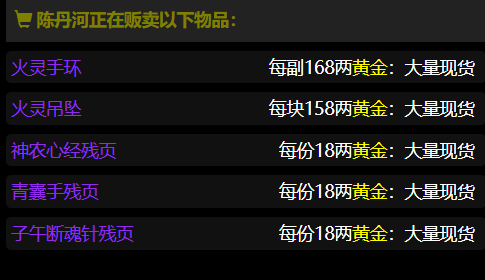 陈丹河正在贩卖以下物品：
火灵手环 每副168两黄金：大量现货
火灵吊坠 每块158两黄金：大量现货
神农心经残页 每份18两黄金：大量现货
青囊手残页 每份18两黄金：大量现货
子午断魂针残页 每份18两黄金：大量现货